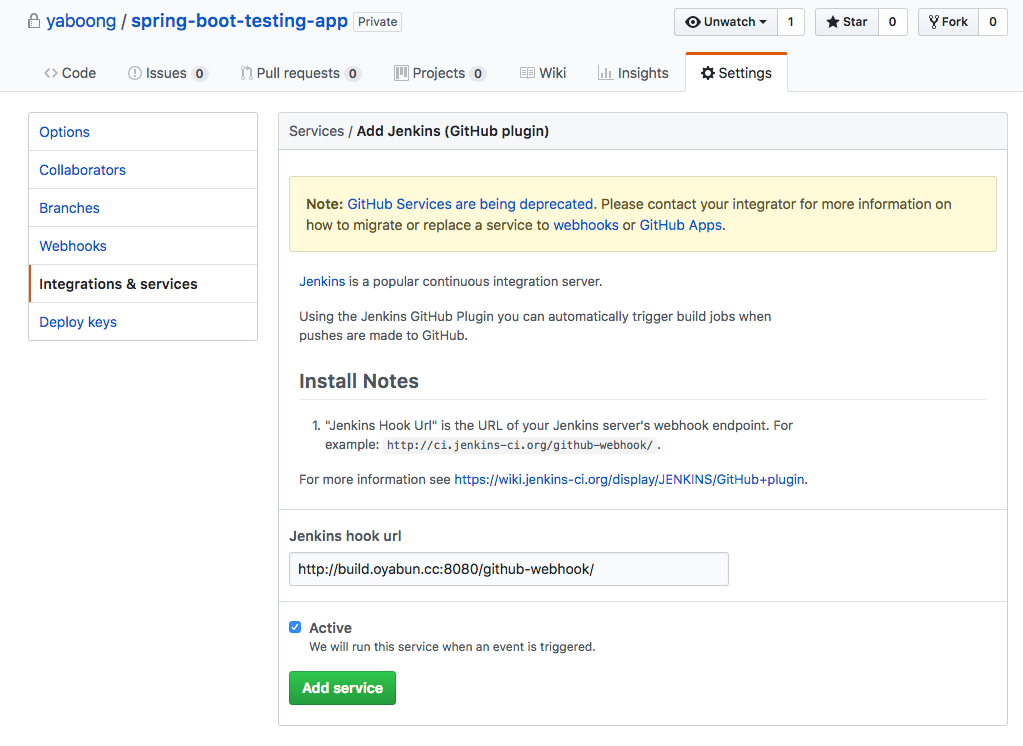 yaboong / spring-boot-testing-app Private
Unwatch 1 Star 0 Fork 0
Code Issues 0 Pull requests 0 Projects 0 Wiki Insights Settings
Options
Collaborators
Branches
Webhooks
Integrations & services
Deploy keys
Services / Add Jenkins (GitHub plugin)
Note: GitHub Services are being deprecated. Please contact your integrator for more information on
how to migrate or replace a service to webhooks or GitHub Apps.
Jenkins is a popular continuous integration server.
Using the Jenkins GitHub Plugin you can automatically trigger build jobs when
pushes are made to GitHub.
Install Notes
1. "Jenkins Hook Url" is the URL of your Jenkins server's webhook endpoint. For
example: http://ci.jenkins-ci.org/github-webhook/ .
For more information see https://wiki.jenkins-ci.org/display/JENKINS/GitHub+plugin.
Jenkins hook url
http://build.oyabun.cc:8080/github-webhook/
Active
We will run this service when an event is triggered.
Add service